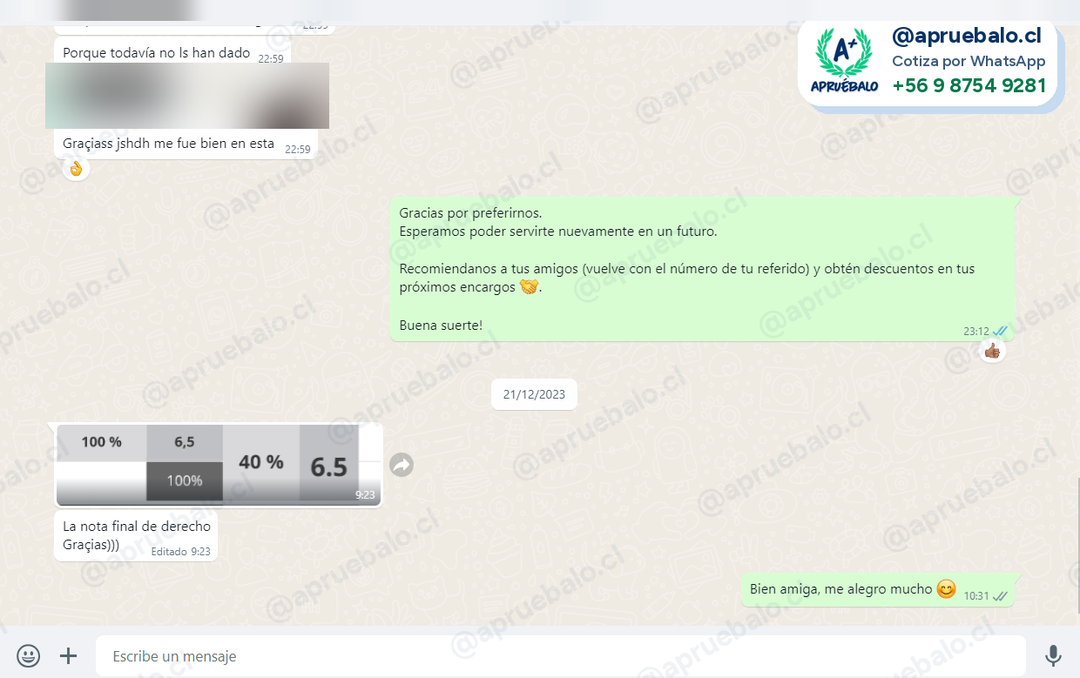 22:59
Porque todavía no ls han dado 22:59
Graçiass jshdh me fue bien en esta 22:59
@apruebalo.cl
Cotiza por WhatsApp
+56 9 8754 9281
A+
APRUÉBALO
Gracias por preferirnos.
Esperamos poder servirte nuevamente en un futuro.
Recomiendanos a tus amigos (vuelve con el número de tu referido) y obtén descuentos en tus
próximos encargos 🤝.
Buena suerte!
23:12
21/12/2023
100 % 6,5 40 % 6.5
100%
9:23
La nota final de derecho
Graçias)))
Editado 9:23
Bien amiga, me alegro mucho 😊 10:31
Escribe un mensaje
@apruebalo.cl